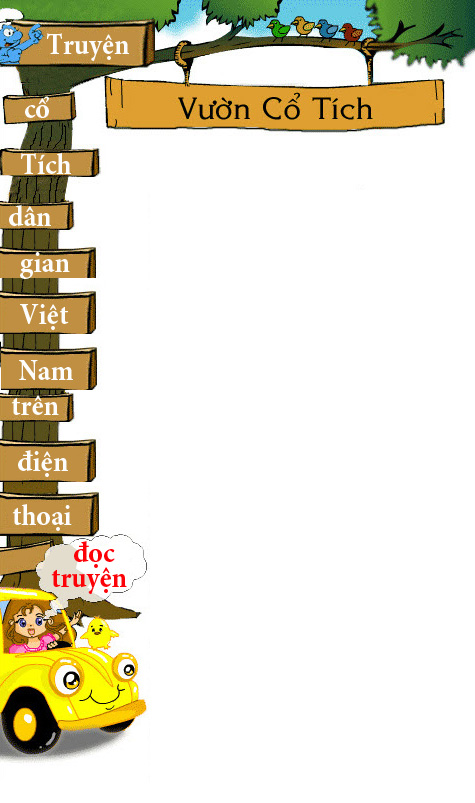 Truyện
Vườn Cổ Tích
cổ
Tích
dân
gian
Việt
Nam
trên
điện
thoại
đọc
truyện